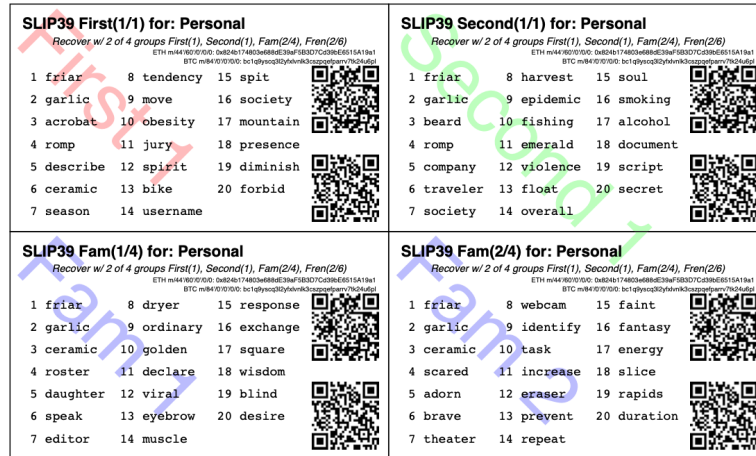 SLIP39 First(1/1) for: Personal
Recover w/ 2 of 4 groups First(1), Second(1), Fam(2/4), Fren(2/6)
ETH m/44'/60'/0'/0/0: 0x824b174803e688dE39aF5B3D7Cd39bE6515A19a1
BTC m/84'/0'/0'/0/0: bc1q9yscq3l2yfxlvnlk3cszpqefparrv7tk24u6pl
First 1
1 friar 8 tendency 15 spit
2 garlic 9 move 16 society
3 acrobat 10 obesity 17 mountain
4 romp 11 jury 18 presence
5 describe 12 spirit 19 diminish
6 ceramic 13 bike 20 forbid
7 season 14 username
SLIP39 Second(1/1) for: Personal
Recover w/ 2 of 4 groups First(1), Second(1), Fam(2/4), Fren(2/6)
ETH m/44'/60'/0'/0/0: 0x824b174803e688dE39aF5B3D7Cd39bE6515A19a1
BTC m/84'/0'/0'/0/0: bc1q9yscq3l2yfxlvnlk3cszpqefparrv7tk24u6pl
Second 1
1 friar 8 harvest 15 soul
2 garlic 9 epidemic 16 smoking
3 beard 10 fishing 17 alcohol
4 romp 11 emerald 18 document
5 company 12 violence 19 script
6 traveler 13 float 20 secret
7 society 14 overall
SLIP39 Fam(1/4) for: Personal
Recover w/ 2 of 4 groups First(1), Second(1), Fam(2/4), Fren(2/6)
ETH m/44'/60'/0'/0/0: 0x824b174803e688dE39aF5B3D7Cd39bE6515A19a1
BTC m/84'/0'/0'/0/0: bc1q9yscq3l2yfxlvnlk3cszpqefparrv7tk24u6pl
Fam 1
1 friar 8 dryer 15 response
2 garlic 9 ordinary 16 exchange
3 ceramic 10 golden 17 square
4 roster 11 declare 18 wisdom
5 daughter 12 viral 19 blind
6 speak 13 eyebrow 20 desire
7 editor 14 muscle
SLIP39 Fam(2/4) for: Personal
Recover w/ 2 of 4 groups First(1), Second(1), Fam(2/4), Fren(2/6)
ETH m/44'/60'/0'/0/0: 0x824b174803e688dE39aF5B3D7Cd39bE6515A19a1
BTC m/84'/0'/0'/0/0: bc1q9yscq3l2yfxlvnlk3cszpqefparrv7tk24u6pl
Fam 2
1 friar 8 webcam 15 faint
2 garlic 9 identify 16 fantasy
3 ceramic 10 task 17 energy
4 scared 11 increase 18 slice
5 adorn 12 eraser 19 rapids
6 brave 13 prevent 20 duration
7 theater 14 repeat